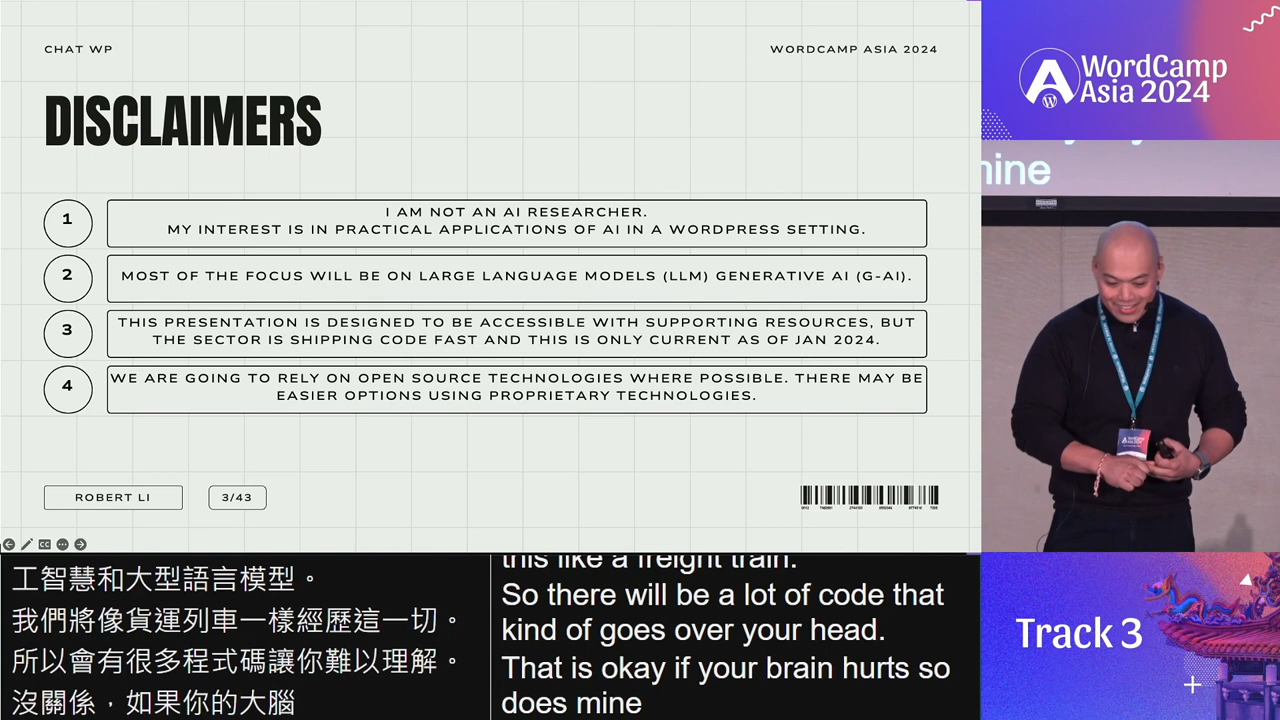 CHAT WP
WORDCAMP ASIA 2024
DISCLAIMERS
1
I AM NOT AN AI RESEARCHER.
MY INTEREST IS IN PRACTICAL APPLICATIONS OF AI IN A WORDPRESS SETTING.
2
MOST OF THE FOCUS WILL BE ON LARGE LANGUAGE MODELS (LLM) GENERATIVE AI (G-AI).
3
THIS PRESENTATION IS DESIGNED TO BE ACCESSIBLE WITH SUPPORTING RESOURCES, BUT
THE SECTOR IS SHIPPING CODE FAST AND THIS IS ONLY CURRENT AS OF JAN 2024.
4
WE ARE GOING TO RELY ON OPEN SOURCE TECHNOLOGIES WHERE POSSIBLE. THERE MAY BE
EASIER OPTIONS USING PROPRIETARY TECHNOLOGIES.
ROBERT LI
3/43
工智慧和大型語言模型。
我們將像貨運列車一樣經歷這一切。
所以會有很多程式碼讓你難以理解。
沒關係，如果你的大腦
this like a freight train.
So there will be a lot of code that
kind of goes over your head.
That is okay if your brain hurts so
does mine
WordCamp
Asia 2024
mine
Track 3